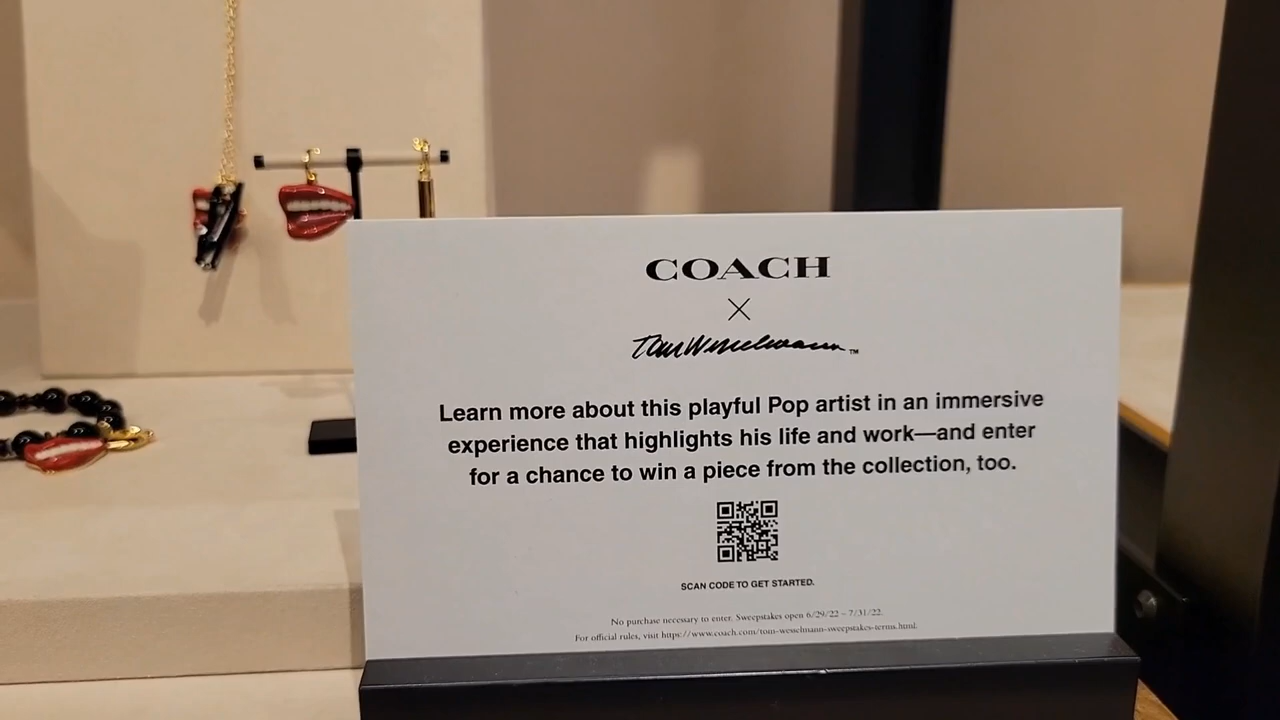 COACH
×
Tom Wesselmann™
Learn more about this playful Pop artist in an immersive
experience that highlights his life and work—and enter
for a chance to win a piece from the collection, too.
SCAN CODE TO GET STARTED.
No purchase necessary to enter. Sweepstakes open 6/29/22 – 7/31/22.
For official rules, visit https://www.coach.com/tom-wesselmann-sweepstakes-terms.html.